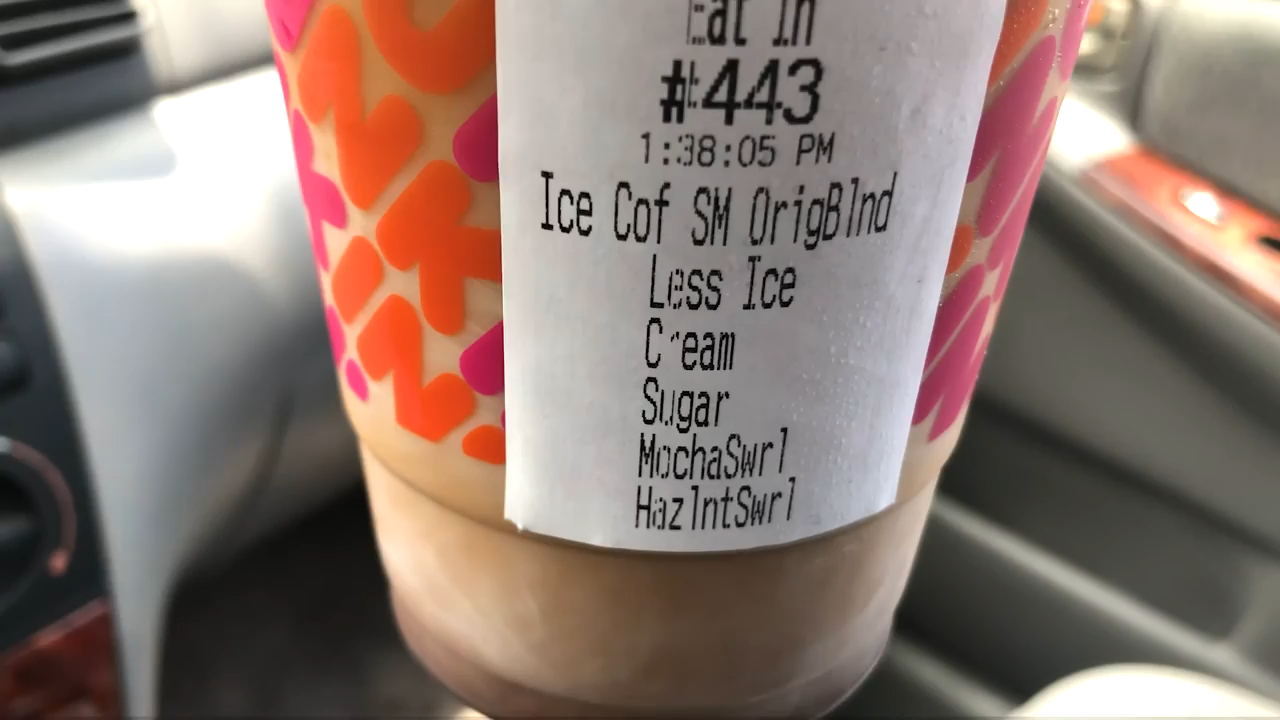 Eat In
#443
1:38:05 PM
Ice Cof SM OrigBlnd
Less Ice
Cream
Sugar
MochaSwrl
HazlntSwrl